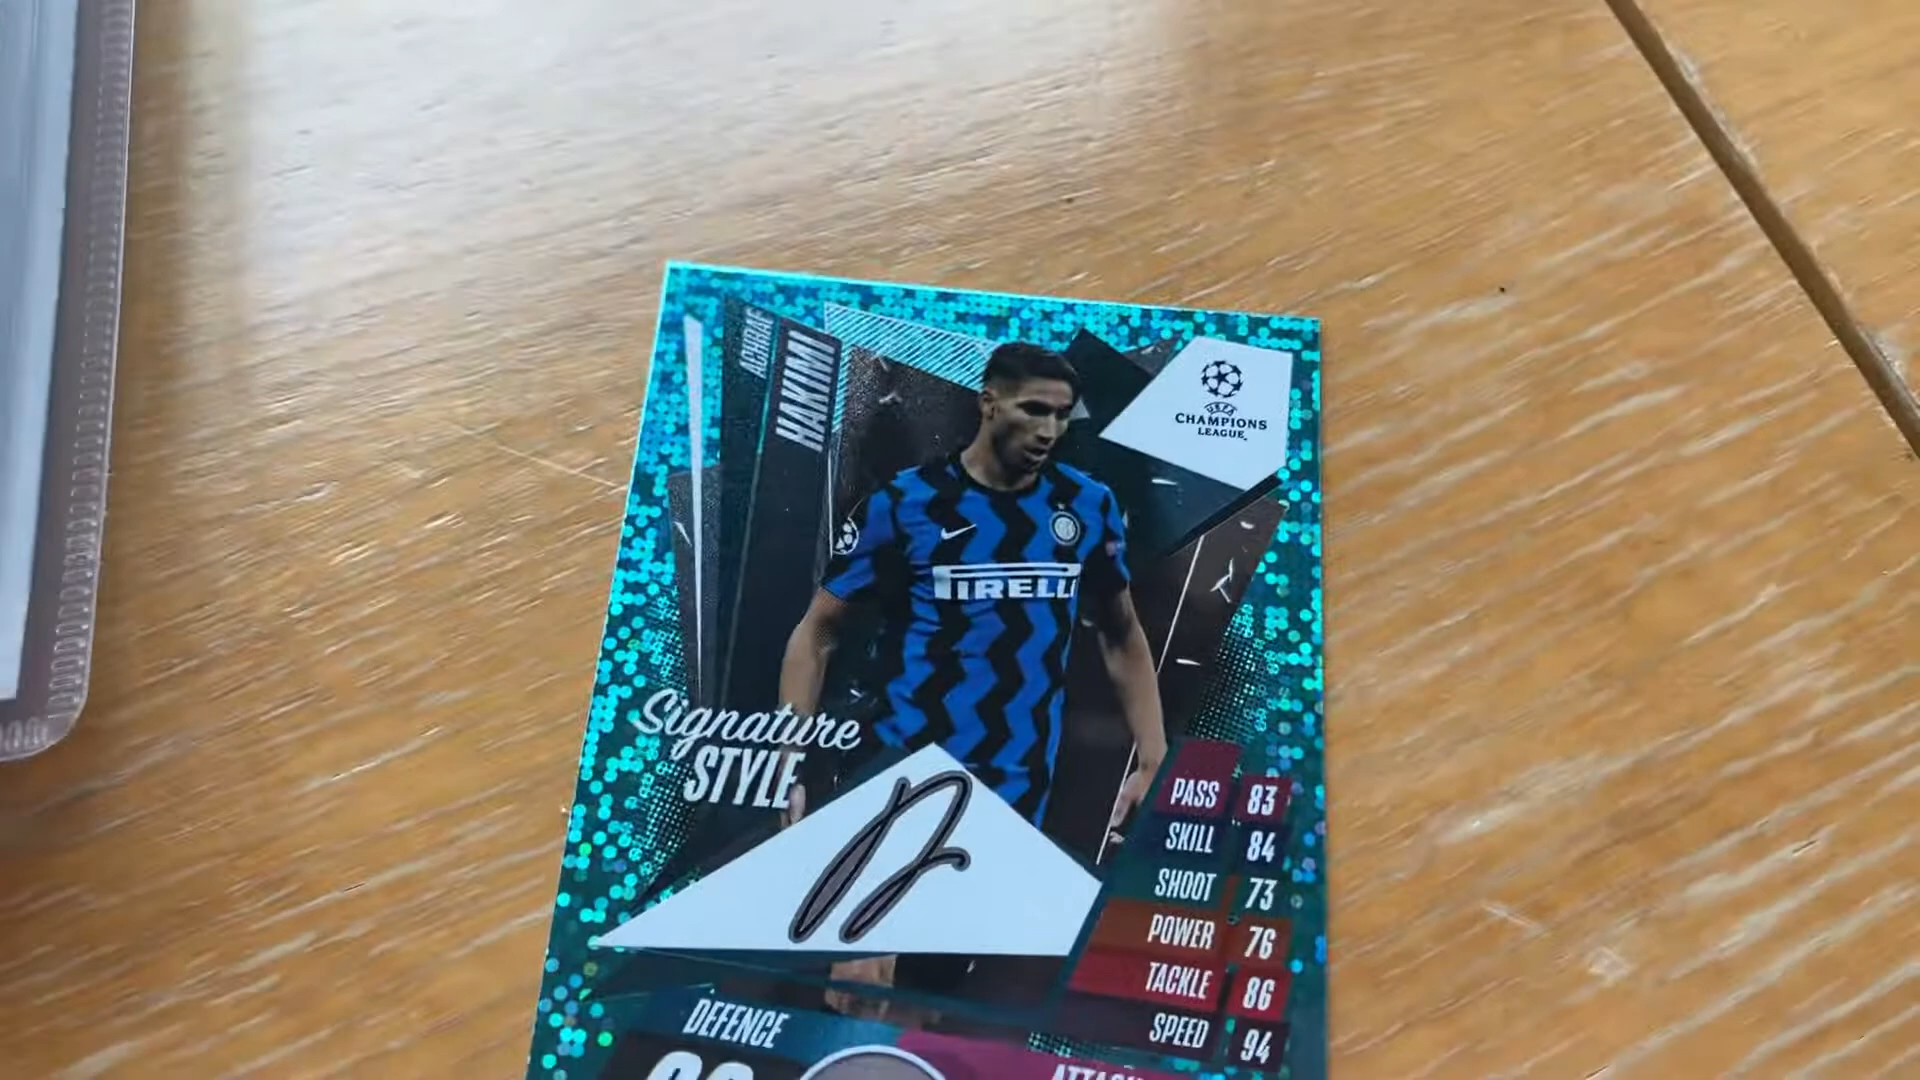 ACHRAF
HAKIMI
UEFA
CHAMPIONS
LEAGUE
PIRELLI
Signature
STYLE
PASS 83
SKILL 84
SHOOT 73
POWER 76
TACKLE 86
SPEED 94
DEFENCE